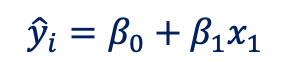 ŷᵢ = β₀ + β₁x₁